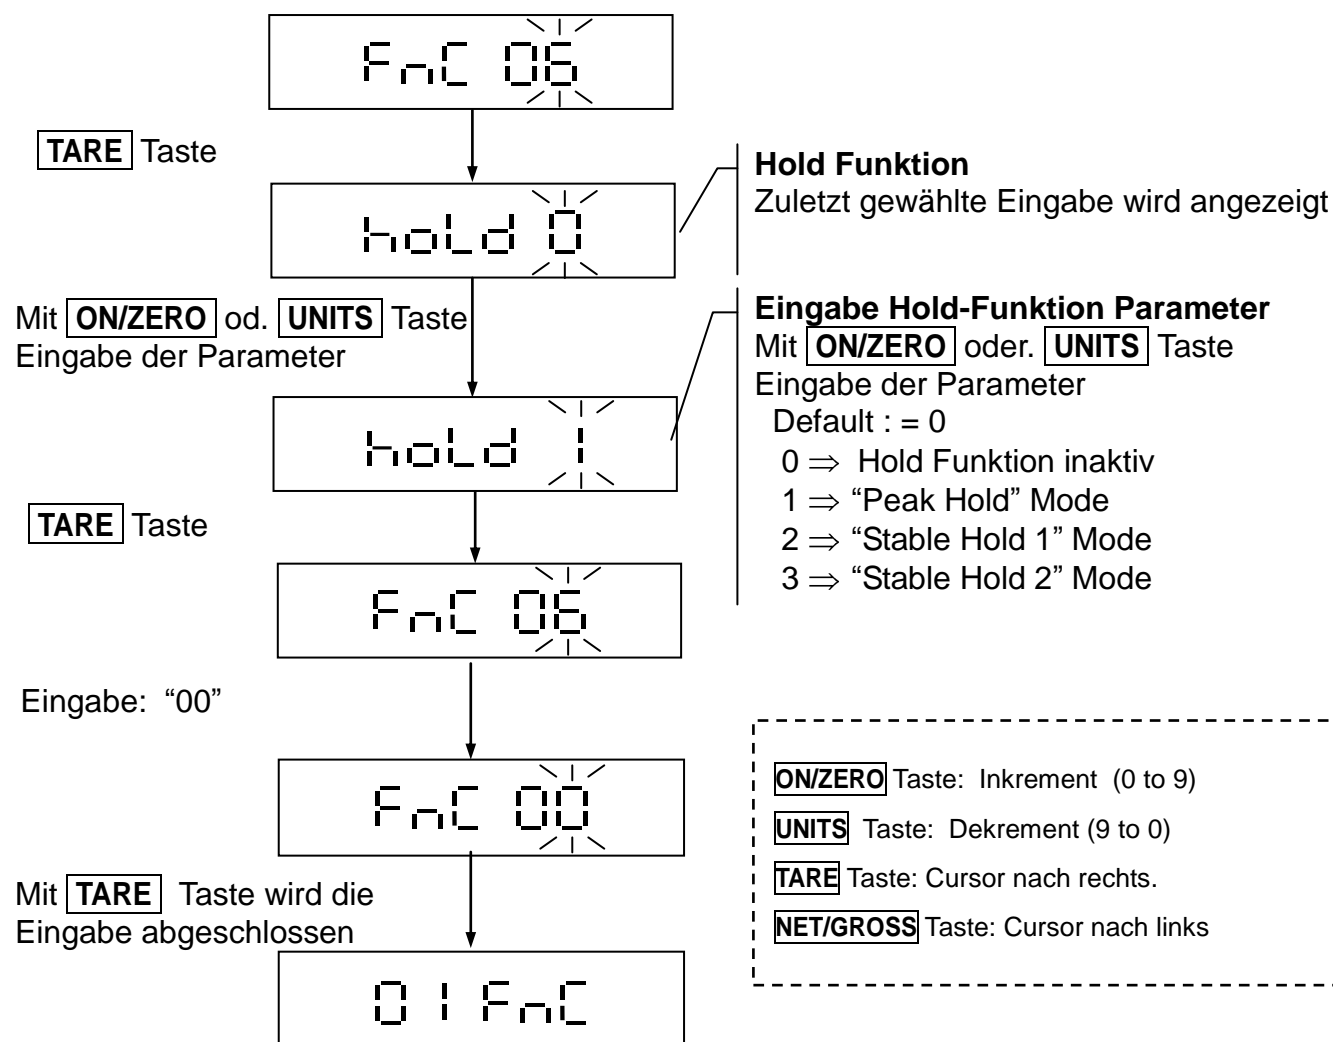 FnC 06
TARE Taste
hoLd 0
Hold Funktion
Zuletzt gewählte Eingabe wird angezeigt
Mit ON/ZERO od. UNITS Taste
Eingabe der Parameter
hoLd 1
Eingabe Hold-Funktion Parameter
Mit ON/ZERO oder. UNITS Taste
Eingabe der Parameter
Default : = 0
0 ⇒ Hold Funktion inaktiv
1 ⇒ “Peak Hold” Mode
2 ⇒ “Stable Hold 1” Mode
3 ⇒ “Stable Hold 2” Mode
TARE Taste
FnC 06
Eingabe: “00”
FnC 00
Mit TARE Taste wird die
Eingabe abgeschlossen
01 FnC
ON/ZERO Taste: Inkrement (0 to 9)
UNITS Taste: Dekrement (9 to 0)
TARE Taste: Cursor nach rechts.
NET/GROSS Taste: Cursor nach links